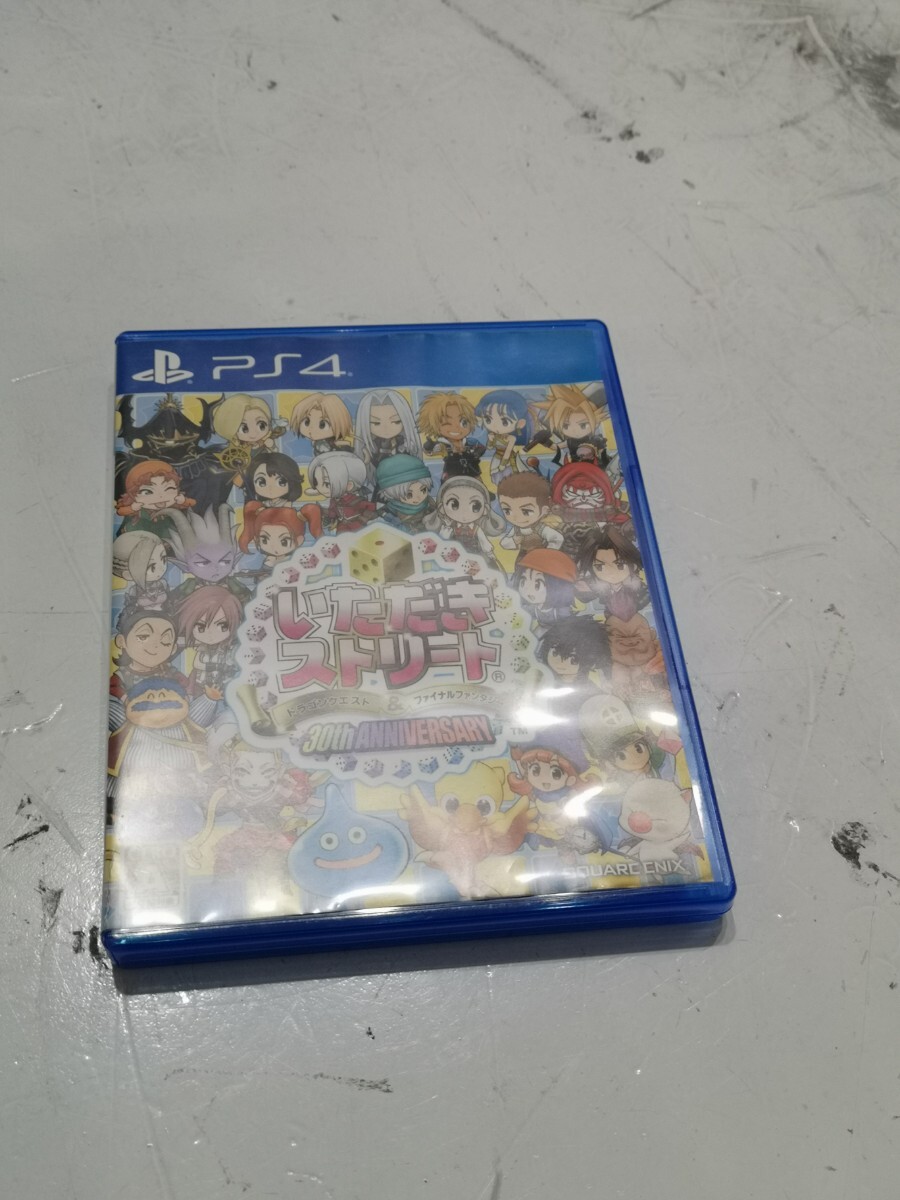 PS4
いただき
ストリート®
ドラゴンクエスト & ファイナルファンタジー
30th ANNIVERSARY TM
SQUARE ENIX